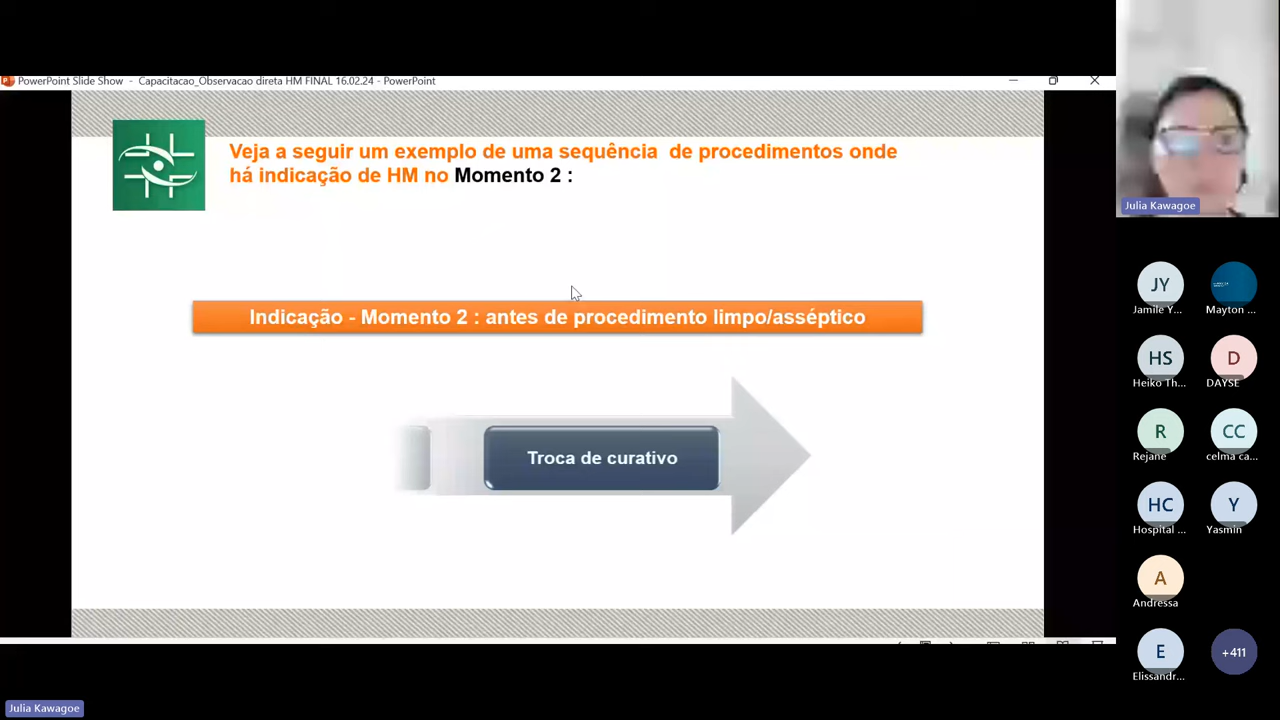 PowerPoint Slide Show - Capacitacao_Observacao direta HM FINAL 16.02.24 - PowerPoint
Veja a seguir um exemplo de uma sequência de procedimentos onde
há indicação de HM no Momento 2 :
Indicação - Momento 2 : antes de procedimento limpo/asséptico
Troca de curativo
Julia Kawagoe
JY
Jamile Y...
Mayton ...
HS
Heiko Th...
D
DAYSE
R
Rejane
CC
celma ca...
HC
Hospital ...
Y
Yasmin
A
Andressa
E
Elissandr...
+411
Julia Kawagoe